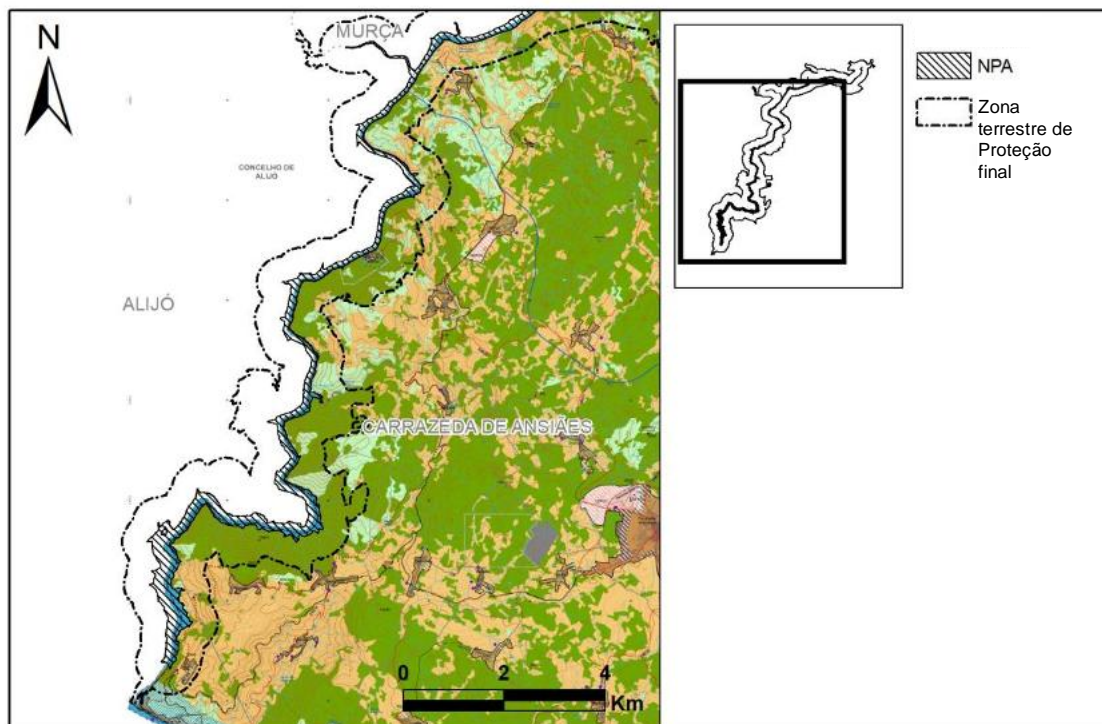 MURÇA
N
CONCELHO DE
ALIJÓ
ALIJÓ
CARRAZEDA DE ANSIÃES
0 2 4
Km
NPA
Zona
terrestre de
Proteção
final